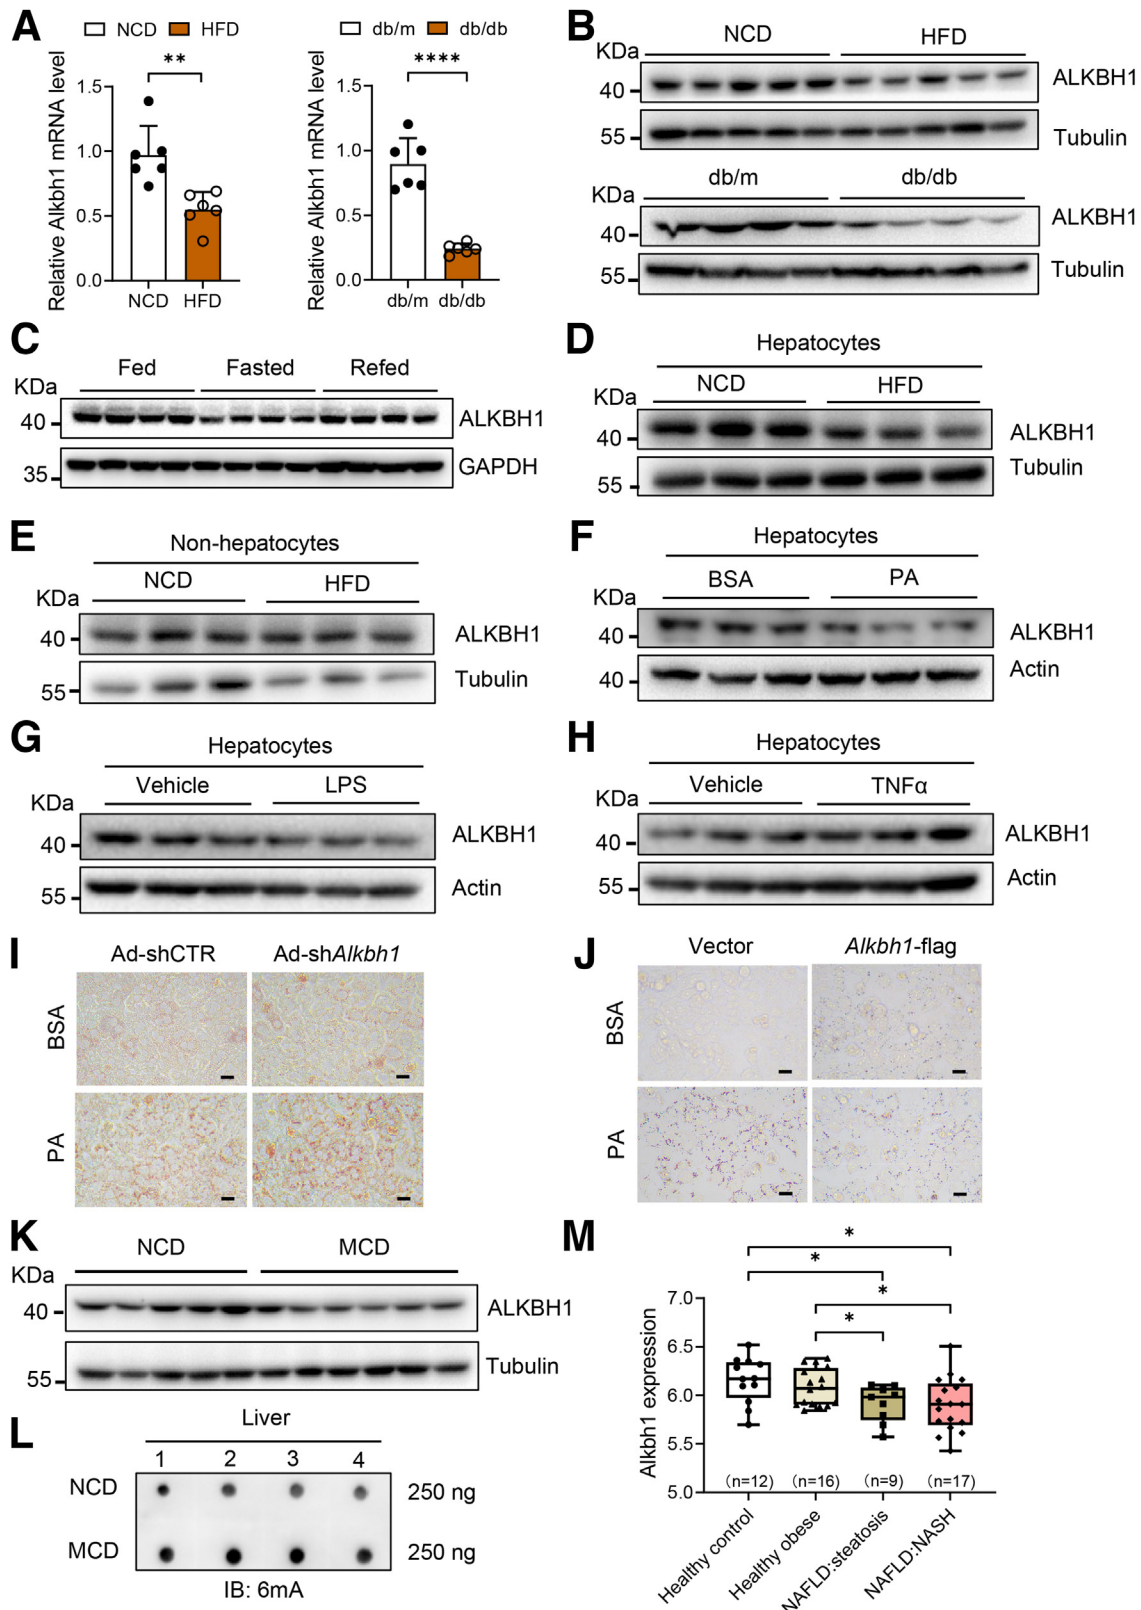 A
NCD HFD
**
Relative Alkbh1 mRNA level
1.5
1.0
0.5
0.0
NCD HFD
db/m db/db
****
Relative Alkbh1 mRNA level
1.5
1.0
0.5
0.0
db/m db/db
B
NCD HFD
KDa
40 ALKBH1
55 Tubulin
db/m db/db
40 ALKBH1
55 Tubulin
C
Fed Fasted Refed
KDa
40 ALKBH1
35 GAPDH
D
Hepatocytes
NCD HFD
KDa
40 ALKBH1
55 Tubulin
E
Non-hepatocytes
NCD HFD
KDa
40 ALKBH1
55 Tubulin
F
Hepatocytes
BSA PA
KDa
40 ALKBH1
40 Actin
G
Hepatocytes
Vehicle LPS
KDa
40 ALKBH1
55 Actin
H
Hepatocytes
Vehicle TNFα
KDa
40 ALKBH1
55 Actin
I
Ad-shCTR Ad-shAlkbh1
BSA
PA
J
Vector Alkbh1-flag
BSA
PA
K
NCD MCD
KDa
40 ALKBH1
55 Tubulin
L
Liver
1 2 3 4
NCD 250 ng
MCD 250 ng
IB: 6mA
M
*
*
*
*
Alkbh1 expression
7.0
6.5
6.0
5.5
5.0
(n=12) (n=16) (n=9) (n=17)
Healthy control
Healthy obese
NAFLD:steatosis
NAFLD:NASH